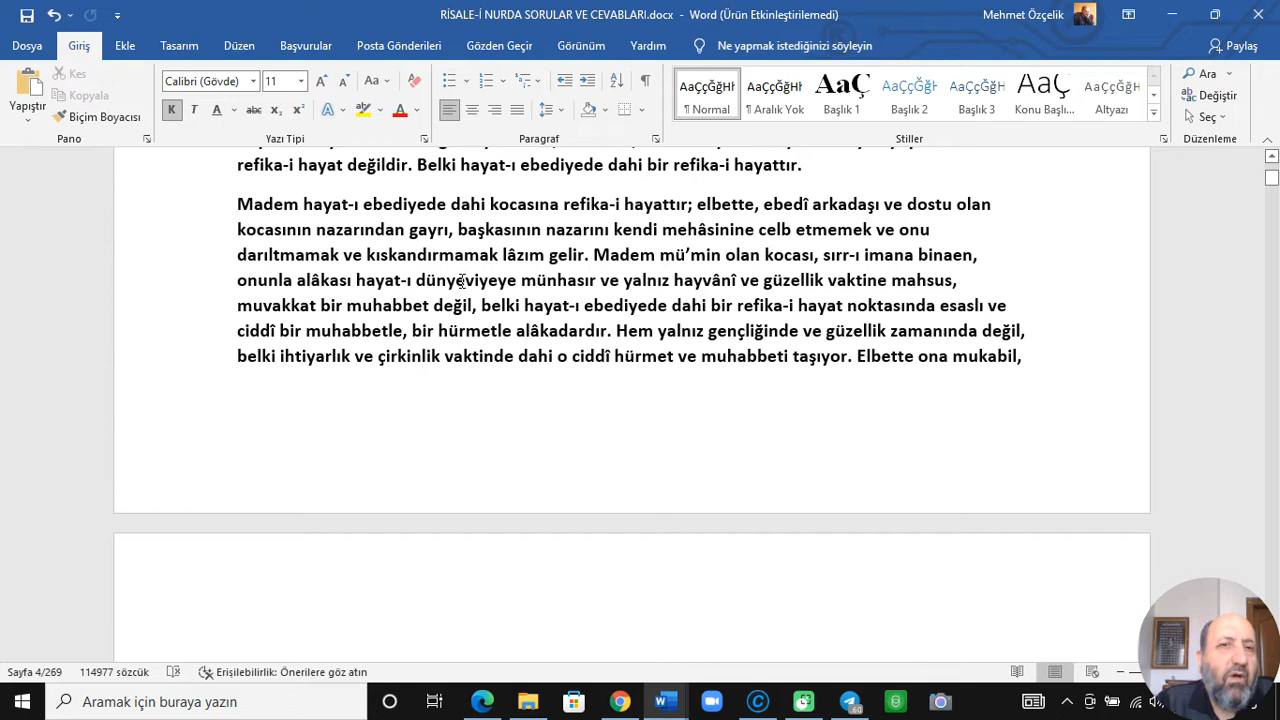 RİSALE-İ NURDA SORULAR VE CEVABLARI.docx - Word (Ürün Etkinleştirilemedi)
Mehmet Özçelik
Dosya Giriş Ekle Tasarım Düzen Başvurular Posta Gönderileri Gözden Geçir Görünüm Yardım Ne yapmak istediğinizi söyleyin Paylaş
Yapıştır
Kes
Kopyala
Biçim Boyacısı
Pano
Calibri (Gövde) 11
K T A abc x₂ x²
Yazı Tipi
Paragraf
AaÇçĞğHł AaÇçĞğHł AaÇ AaÇçĞğł AaÇçĞğH AaÇç AaÇçĞğH
¶ Normal ¶ Aralık Yok Başlık 1 Başlık 2 Başlık 3 Konu Başlı... Altyazı
Stiller
Ara
Değiştir
Seç
Düzenleme
refika-i hayat değildir. Belki hayat-ı ebediyede dahi bir refika-i hayattır.
Madem hayat-ı ebediyede dahi kocasına refika-i hayattır; elbette, ebedî arkadaşı ve dostu olan
kocasının nazarından gayrı, başkasının nazarını kendi mehâsinine celb etmemek ve onu
darıltmamak ve kıskandırmamak lâzım gelir. Madem mü’min olan kocası, sırr-ı imana binaen,
onunla alâkası hayat-ı dünyeviyeye münhasır ve yalnız hayvânî ve güzellik vaktine mahsus,
muvakkat bir muhabbet değil, belki hayat-ı ebediyede dahi bir refika-i hayat noktasında esaslı ve
ciddî bir muhabbetle, bir hürmetle alâkadardır. Hem yalnız gençliğinde ve güzellik zamanında değil,
belki ihtiyarlık ve çirkinlik vaktinde dahi o ciddî hürmet ve muhabbeti taşıyor. Elbette ona mukabil,
Sayfa 4/269 114977 sözcük Erişilebilirlik: Önerilere göz atın
Aramak için buraya yazın
60